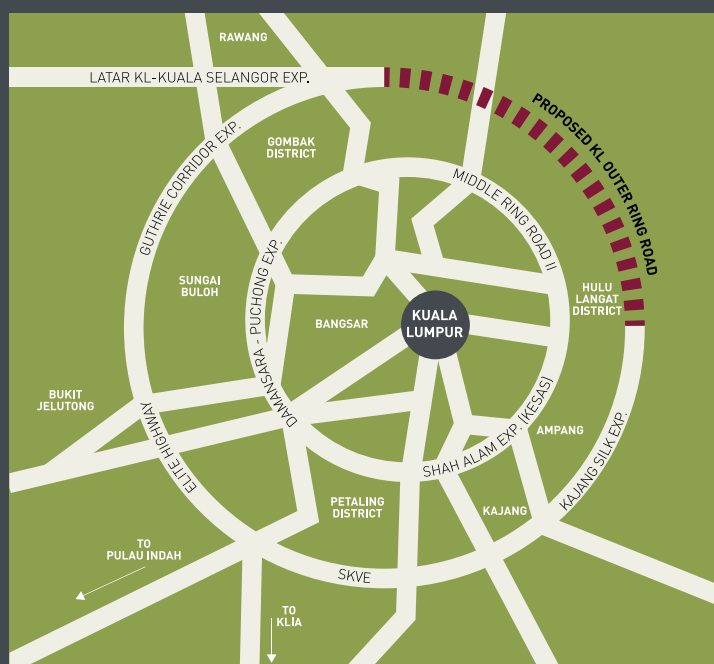 RAWANG
LATAR KL-KUALA SELANGOR EXP.
PROPOSED KL OUTER RING ROAD
GUTHRIE CORRIDOR EXP.
GOMBAK
DISTRICT
MIDDLE RING ROAD II
DAMANSARA - PUCHONG EXP.
SUNGAI
BULOH
HULU
LANGAT
DISTRICT
BANGSAR
KUALA
LUMPUR
BUKIT
JELUTONG
ELITE HIGHWAY
SHAH ALAM EXP. (KESAS)
AMPANG
KAJANG SILK EXP.
PETALING
DISTRICT
KAJANG
TO
PULAU INDAH
SKVE
TO
KLIA